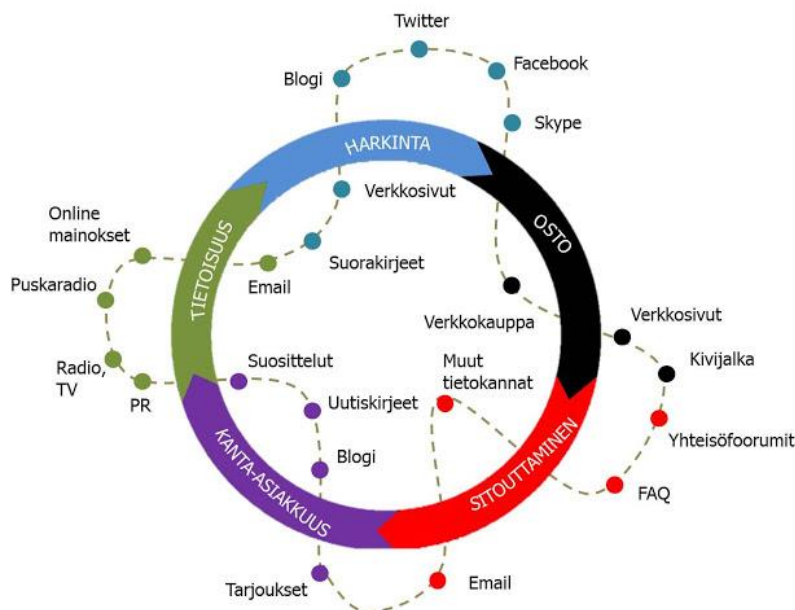 Twitter
Blogi
Facebook
Skype
HARKINTA
Verkkosivut
Online
mainokset
Suorakirjeet
OSTO
TIETOISUUS
Email
Puskaradio
Verkkokauppa
Verkkosivut
Radio,
TV
PR
Suosittelut
Muut
tietokannat
Kivijalka
Uutiskirjeet
Yhteisöfoorumit
Blogi
KANTA-ASIAKKUUS
SITOUTTAMINEN
FAQ
Tarjoukset
Email